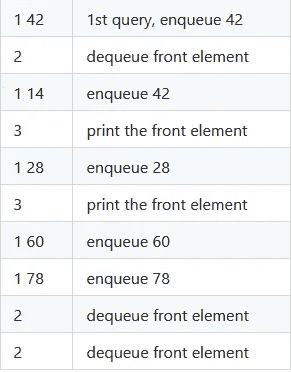 1 42 1st query, enqueue 42
2 dequeue front element
1 14 enqueue 42
3 print the front element
1 28 enqueue 28
3 print the front element
1 60 enqueue 60
1 78 enqueue 78
2 dequeue front element
2 dequeue front element